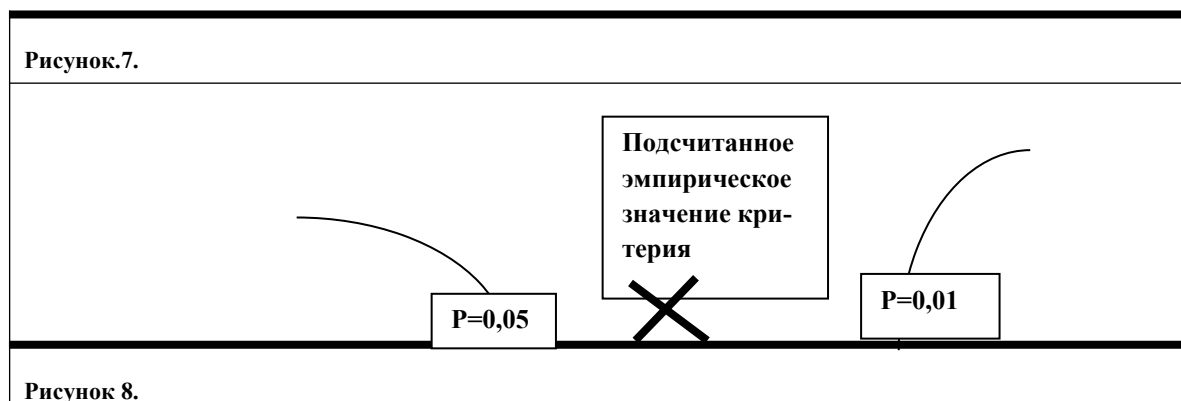 Рисунок.7.
Подсчитанное
эмпирическое
значение кри-
терия
P=0,05
P=0,01
Рисунок 8.